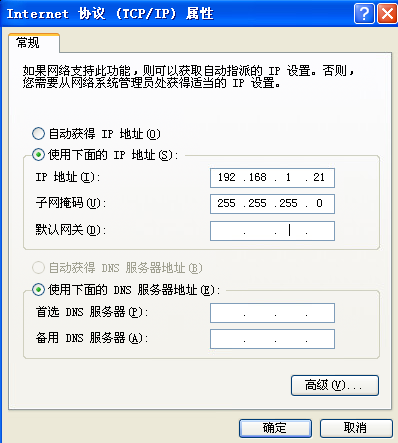 Internet 协议 (TCP/IP) 属性
常规
如果网络支持此功能，则可以获取自动指派的 IP 设置。否则，
您需要从网络系统管理员处获得适当的 IP 设置。
自动获得 IP 地址(O)
使用下面的 IP 地址(S):
IP 地址(I): 192 .168 . 1 . 21
子网掩码(U): 255 .255 .255 . 0
默认网关(D): . . .
自动获得 DNS 服务器地址(B)
使用下面的 DNS 服务器地址(E):
首选 DNS 服务器(P): . . .
备用 DNS 服务器(A): . . .
高级(V)...
确定 取消